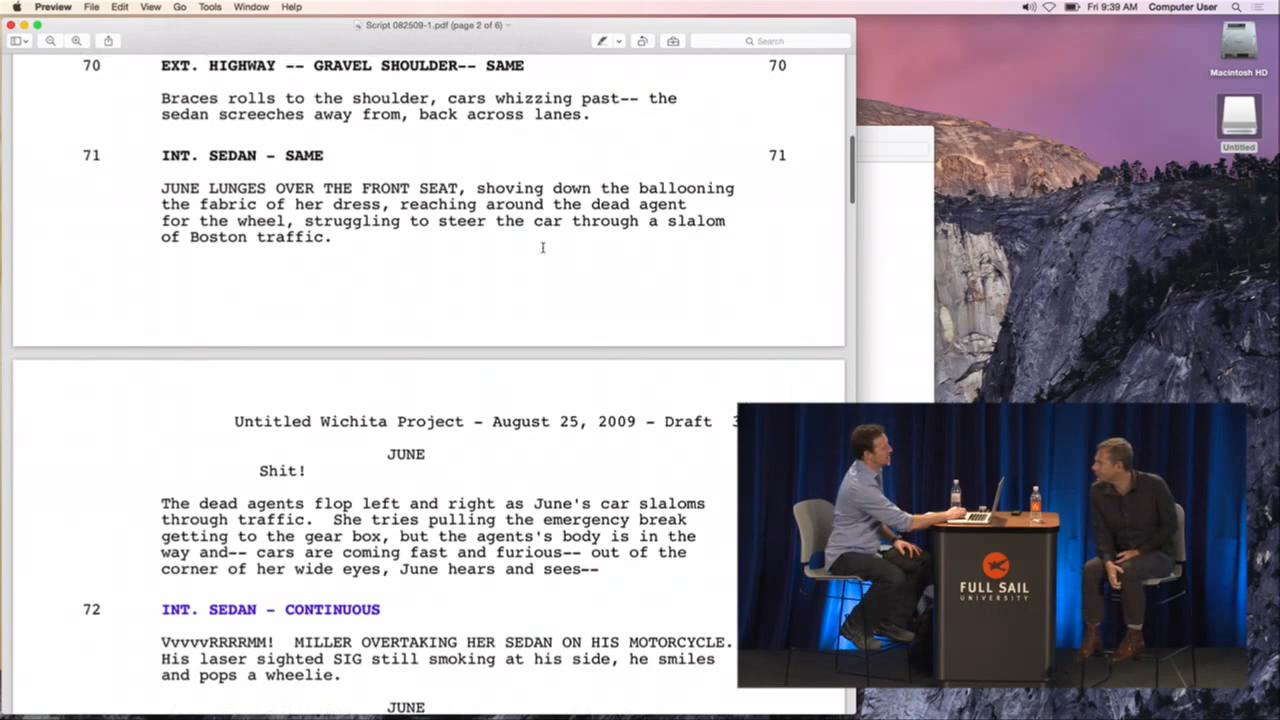 Preview File Edit View Go Tools Window Help Fri 9:39 AM Computer User
Script 082509-1.pdf (page 2 of 6)
Search
Macintosh HD
Untitled
70 EXT. HIGHWAY -- GRAVEL SHOULDER-- SAME 70
Braces rolls to the shoulder, cars whizzing past-- the
sedan screeches away from, back across lanes.
71 INT. SEDAN - SAME 71
JUNE LUNGES OVER THE FRONT SEAT, shoving down the ballooning
the fabric of her dress, reaching around the dead agent
for the wheel, struggling to steer the car through a slalom
of Boston traffic.
Untitled Wichita Project - August 25, 2009 - Draft
JUNE
Shit!
The dead agents flop left and right as June's car slaloms
through traffic. She tries pulling the emergency break
getting to the gear box, but the agents's body is in the
way and-- cars are coming fast and furious-- out of the
corner of her wide eyes, June hears and sees--
72 INT. SEDAN - CONTINUOUS
VvvvvRRRRMM! MILLER OVERTAKING HER SEDAN ON HIS MOTORCYCLE.
His laser sighted SIG still smoking at his side, he smiles
and pops a wheelie.
JUNE
FULL SAIL
UNIVERSITY